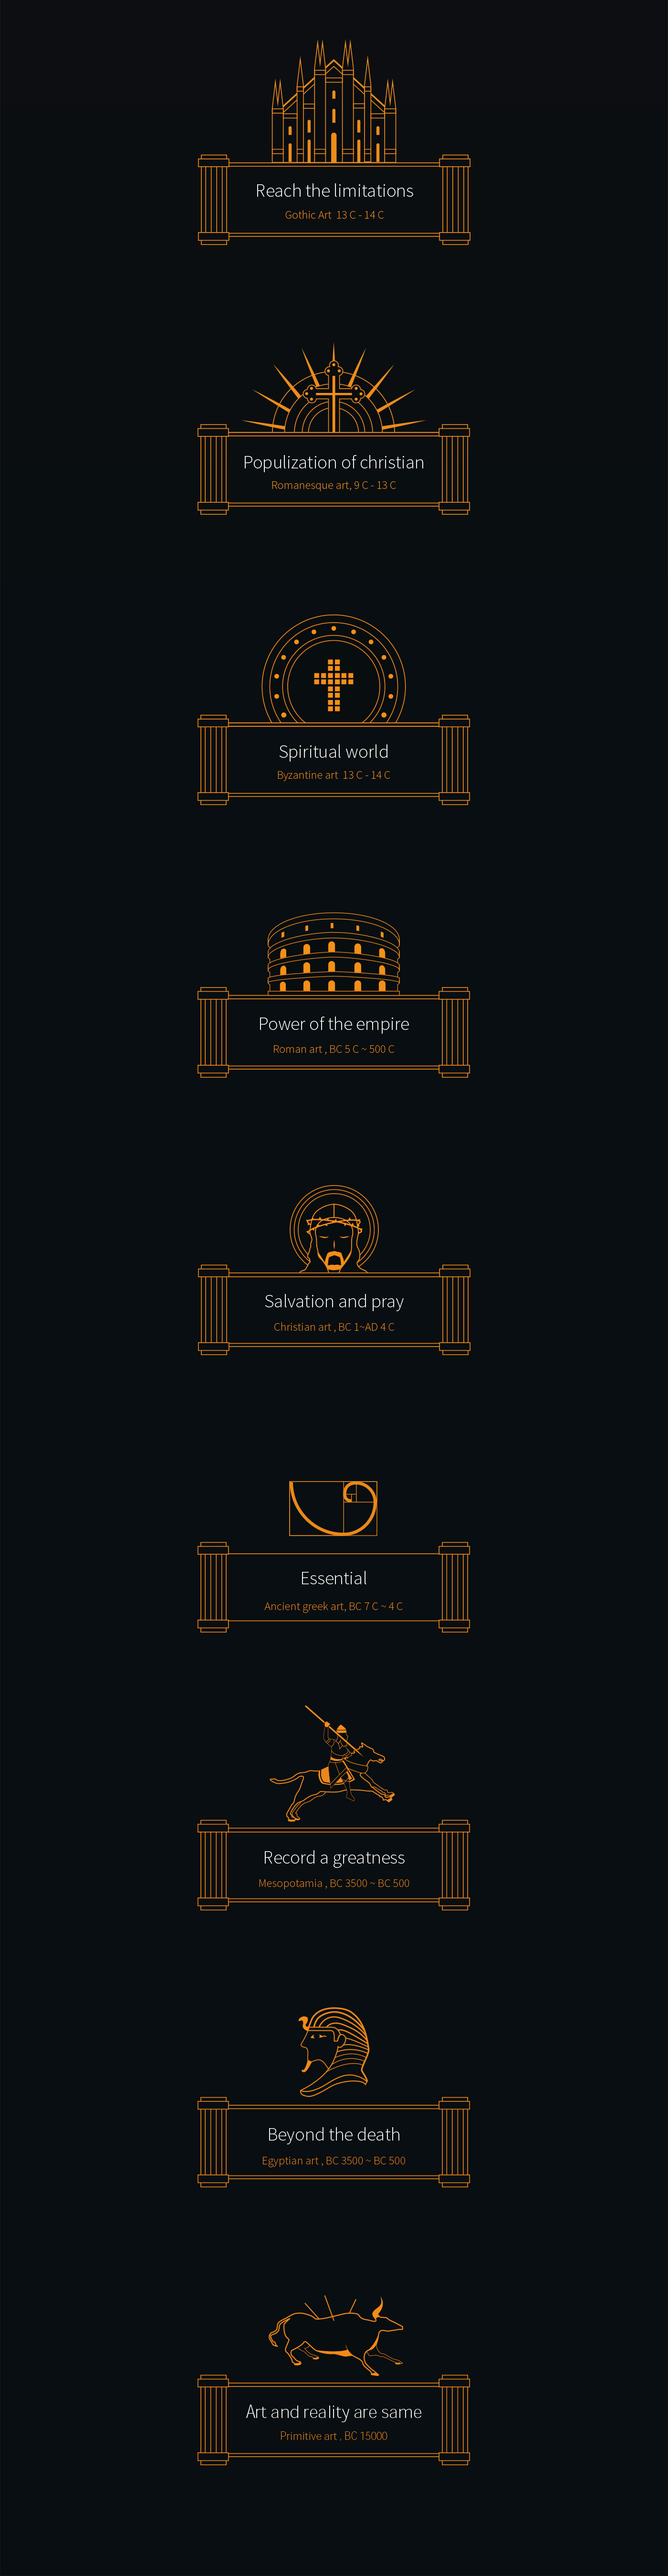 Reach the limitations
Gothic Art  13 C - 14 C
Populization of christian
Romanesque art, 9 C - 13 C
Spiritual world
Byzantine art  13 C - 14 C
Power of the empire
Roman art , BC 5 C ~ 500 C
Salvation and pray
Christian art , BC 1~AD 4 C
Essential
Ancient greek art, BC 7 C ~ 4 C
Record a greatness
Mesopotamia , BC 3500 ~ BC 500
Beyond the death
Egyptian art , BC 3500 ~ BC 500
Art and reality are same
Primitive art , BC 15000